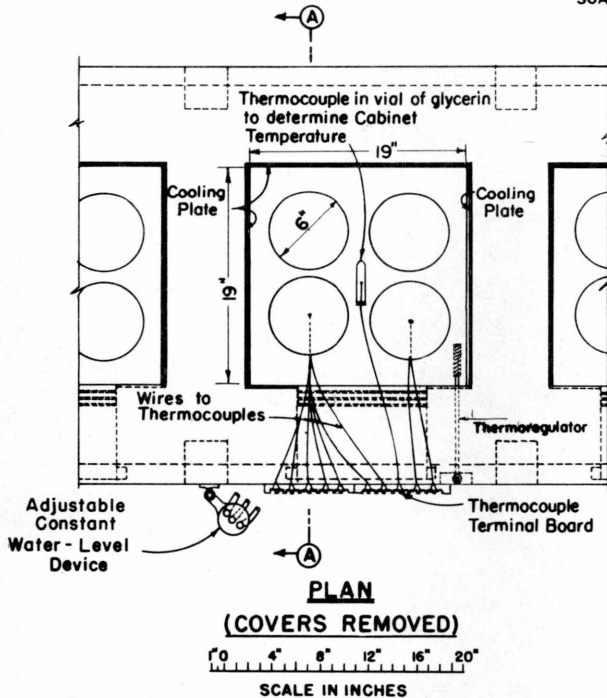 SCA
A
Thermocouple in vial of glycerin
to determine Cabinet
Temperature
19"
Cooling
Plate
6"
Cooling
Plate
19"
Wires to
Thermocouples
Thermoregulator
Adjustable
Constant
Water-Level
Device
Thermocouple
Terminal Board
A
PLAN
(COVERS REMOVED)
1"0 4" 8" 12" 16" 20"
SCALE IN INCHES